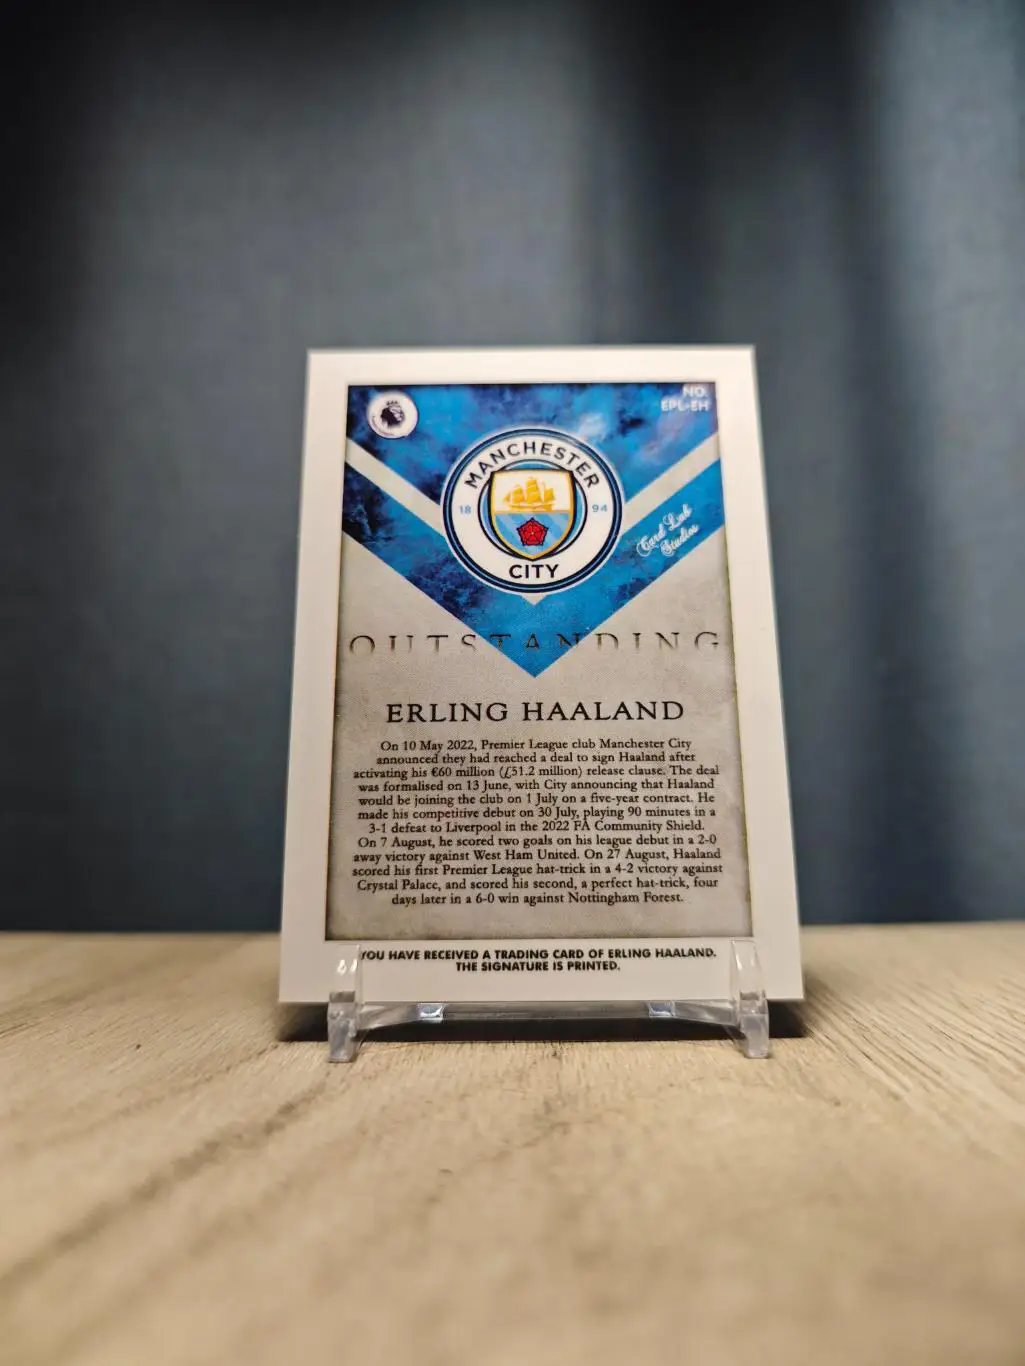 NO.
EPL-EH
MANCHESTER
18 94
CITY
Card Lab
Studios
OUTSTANDING
ERLING HAALAND
On 10 May 2022, Premier League club Manchester City
announced they had reached a deal to sign Haaland after
activating his €60 million (£51.2 million) release clause. The deal
was formalised on 13 June, with City announcing that Haaland
would be joining the club on 1 July on a five-year contract. He
made his competitive debut on 30 July, playing 90 minutes in a
3-1 defeat to Liverpool in the 2022 FA Community Shield.
On 7 August, he scored two goals on his league debut in a 2-0
away victory against West Ham United. On 27 August, Haaland
scored his first Premier League hat-trick in a 4-2 victory against
Crystal Palace, and scored his second, a perfect hat-trick, four
days later in a 6-0 win against Nottingham Forest.
YOU HAVE RECEIVED A TRADING CARD OF ERLING HAALAND.
THE SIGNATURE IS PRINTED.